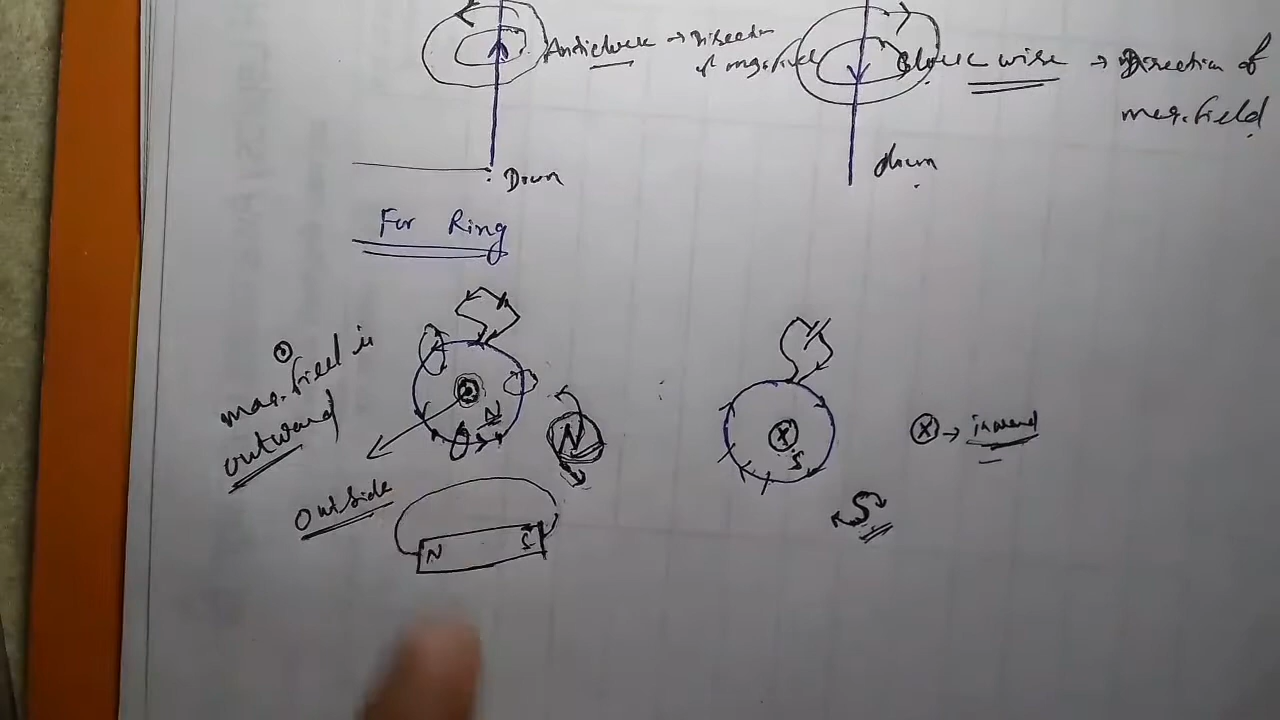 Anticlock → Direction
of mag. field
Clock wise → Direction of
mag. field
Down
down
For Ring
mag. field is
outward
outside
N
N
N S
S
S
→ inward